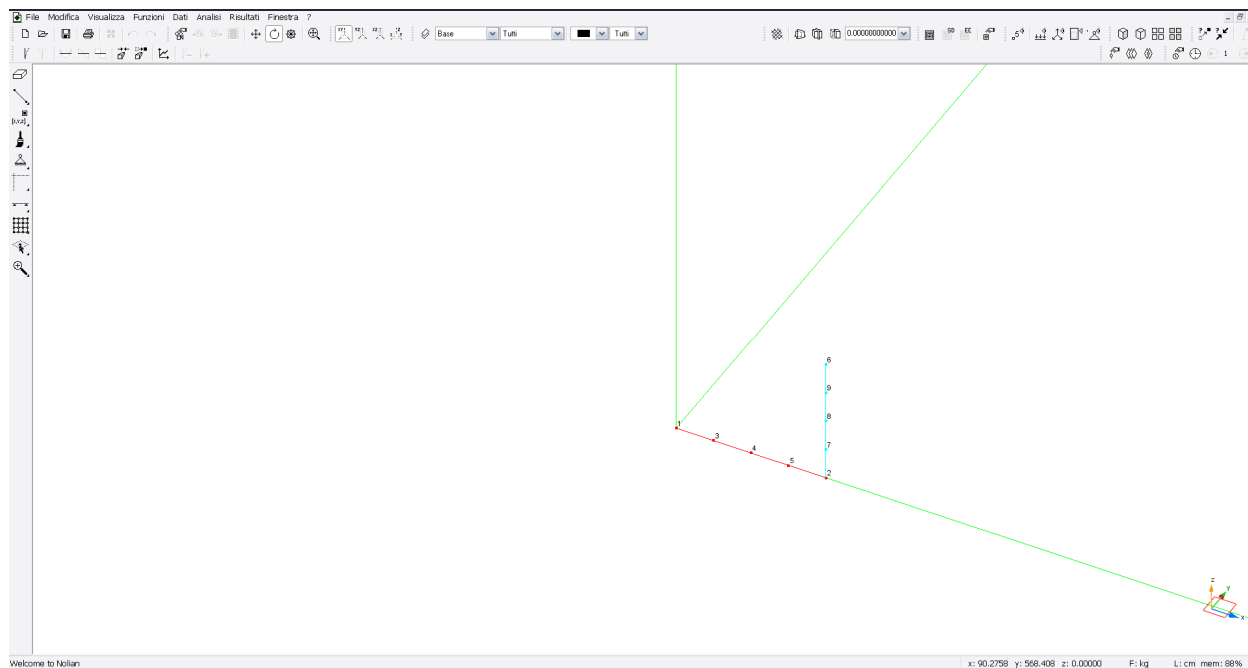 File Modifica Visualizza Funzioni Dati Analisi Risultati Finestra ?
Base Tutti Tutti 0.00000000000
1
[x,y,z]
6
9
8
7
1
3
4
5
2
z
y
x
Welcome to Nolian x: 90.2758 y: 568.408 z: 0.00000 F: kg L: cm mem: 88%